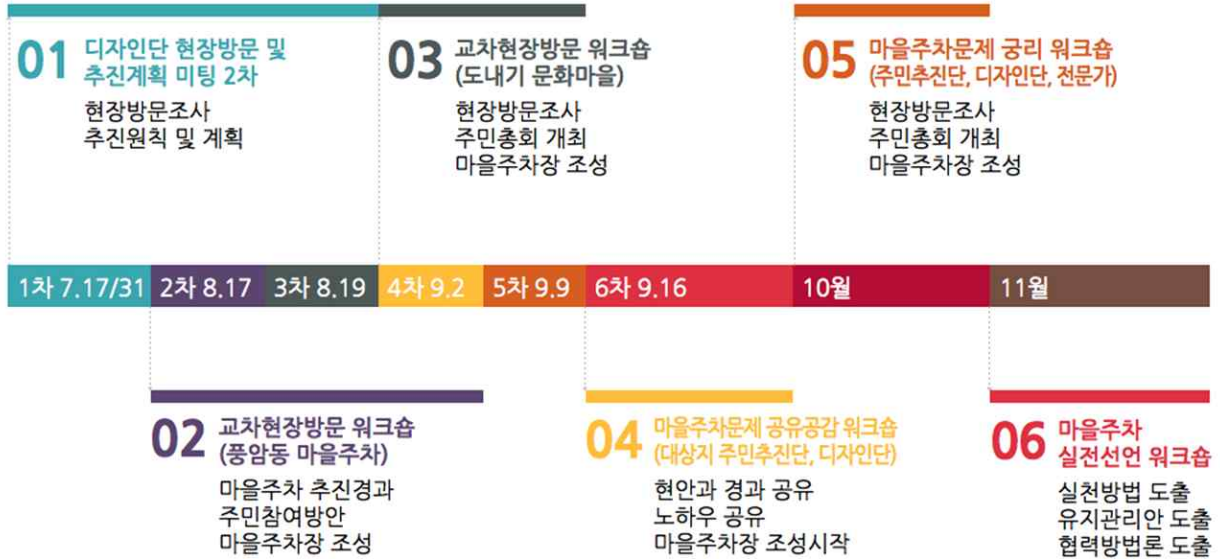 01 디자인단 현장방문 및
추진계획 미팅 2차
현장방문조사
추진원칙 및 계획
03 교차현장방문 워크숍
(도내기 문화마을)
현장방문조사
주민총회 개최
마을주차장 조성
05 마을주차문제 궁리 워크숍
(주민추진단, 디자인단, 전문가)
현장방문조사
주민총회 개최
마을주차장 조성
1차 7.17/31 2차 8.17 3차 8.19 4차 9.2 5차 9.9 6차 9.16 10월 11월
02 교차현장방문 워크숍
(풍암동 마을주차)
마을주차 추진경과
주민참여방안
마을주차장 조성
04 마을주차문제 공유공감 워크숍
(대상지 주민추진단, 디자인단)
현안과 경과 공유
노하우 공유
마을주차장 조성시작
06 마을주차
실전선언 워크숍
실천방법 도출
유지관리안 도출
협력방법론 도출